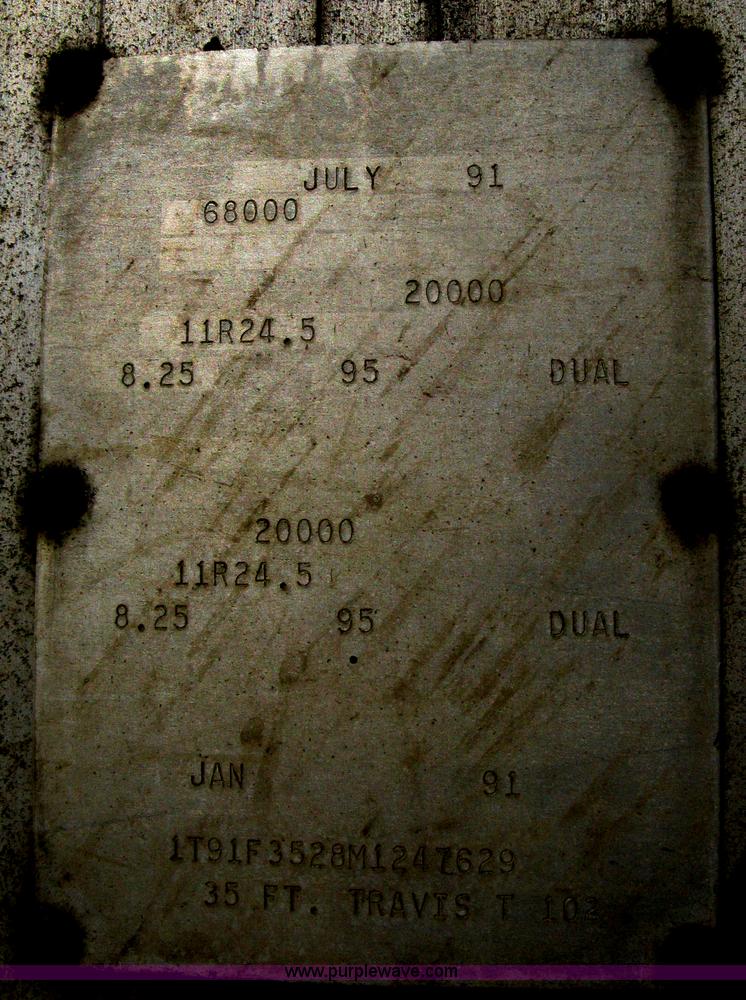 JULY 91
68000
20000
11R24.5
8.25 95 DUAL
20000
11R24.5
8.25 95 DUAL
JAN 91
1T91F3528M1247629
35 FT. TRAVIS T 102
www.purplewave.com